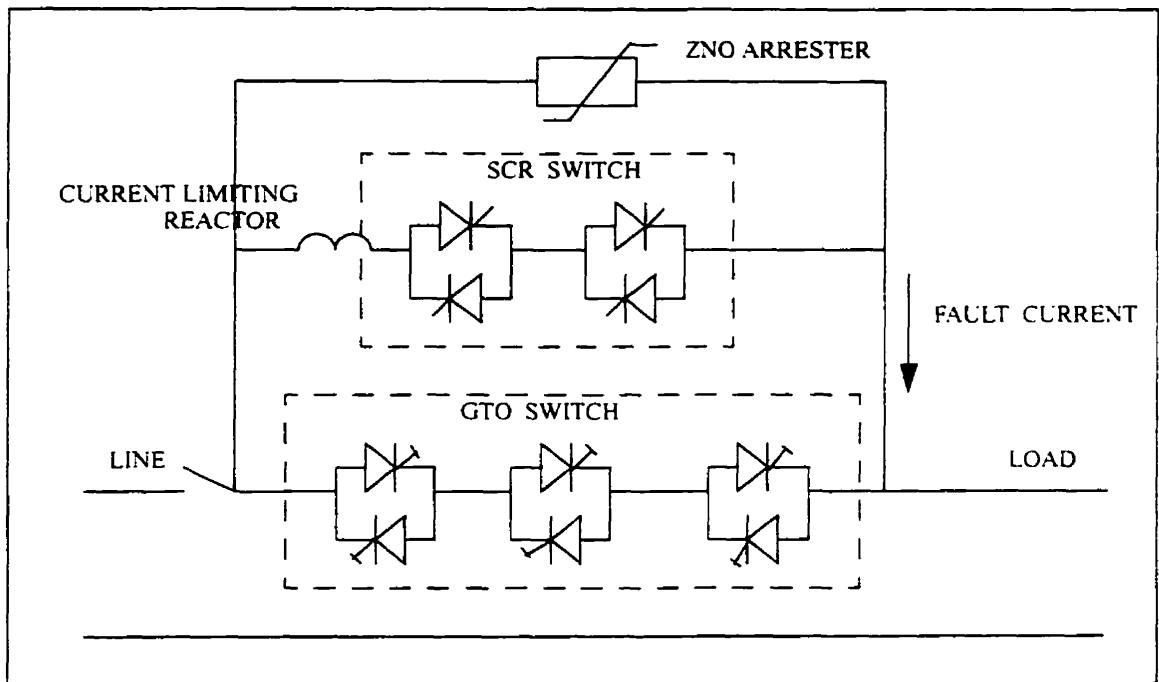 ZNO ARRESTER
SCR SWITCH
CURRENT LIMITING
REACTOR
FAULT CURRENT
GTO SWITCH
LINE
LOAD